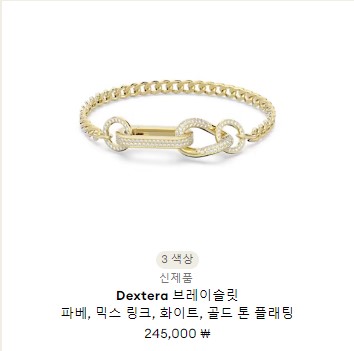 3 색상
신제품
Dextera 브레이슬릿
파베, 믹스 링크, 화이트, 골드 톤 플래팅
245,000 ₩